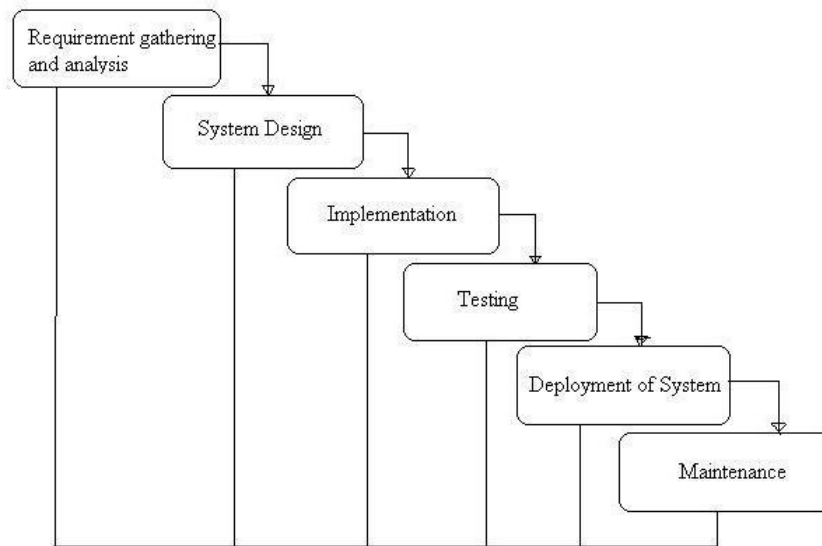 Requirement gathering
and analysis
System Design
Implementation
Testing
Deployment of System
Maintenance